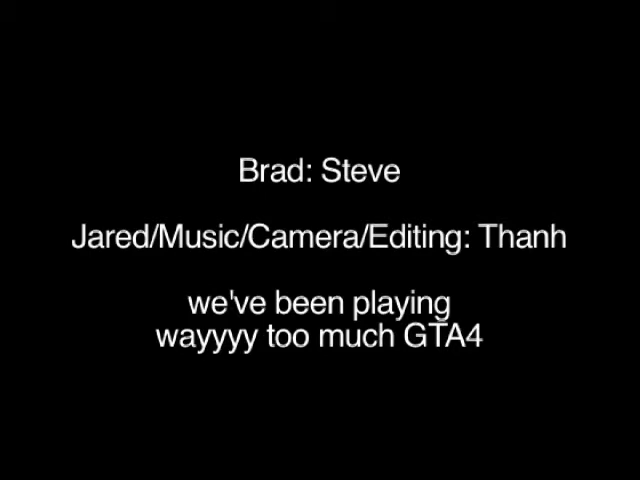 Brad: Steve
Jared/Music/Camera/Editing: Thanh
we've been playing
wayyyy too much GTA4